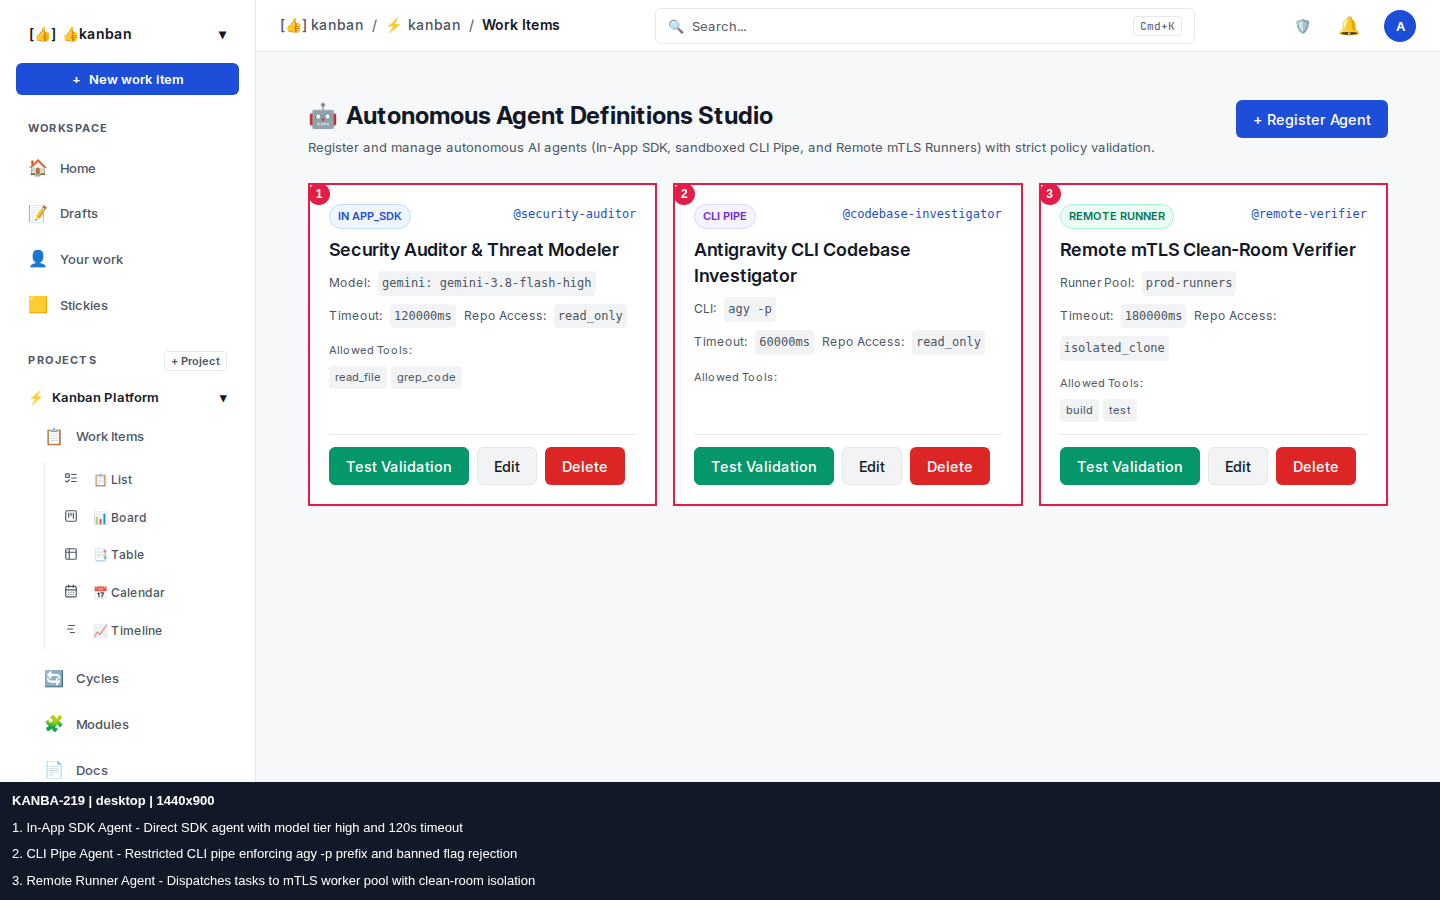 [👍] 👍kanban ▼
+ New work item
WORKSPACE
🏠 Home
📝 Drafts
👤 Your work
🟨 Stickies
PROJECTS + Project
⚡ Kanban Platform ▼
📋 Work Items
📋 List
📊 Board
📑 Table
📅 Calendar
📈 Timeline
🔄 Cycles
🧩 Modules
📄 Docs
[👍] kanban / ⚡ kanban / Work Items
🔍 Search... Cmd+K
A
🤖 Autonomous Agent Definitions Studio
+ Register Agent
Register and manage autonomous AI agents (In-App SDK, sandboxed CLI Pipe, and Remote mTLS Runners) with strict policy validation.
1
IN APP_SDK @security-auditor
Security Auditor & Threat Modeler
Model: gemini: gemini-3.8-flash-high
Timeout: 120000ms Repo Access: read_only
Allowed Tools:
read_file grep_code
Test Validation Edit Delete
2
CLI PIPE @codebase-investigator
Antigravity CLI Codebase
Investigator
CLI: agy -p
Timeout: 60000ms Repo Access: read_only
Allowed Tools:
Test Validation Edit Delete
3
REMOTE RUNNER @remote-verifier
Remote mTLS Clean-Room Verifier
Runner Pool: prod-runners
Timeout: 180000ms Repo Access:
isolated_clone
Allowed Tools:
build test
Test Validation Edit Delete
KANBA-219 | desktop | 1440x900
1. In-App SDK Agent - Direct SDK agent with model tier high and 120s timeout
2. CLI Pipe Agent - Restricted CLI pipe enforcing agy -p prefix and banned flag rejection
3. Remote Runner Agent - Dispatches tasks to mTLS worker pool with clean-room isolation